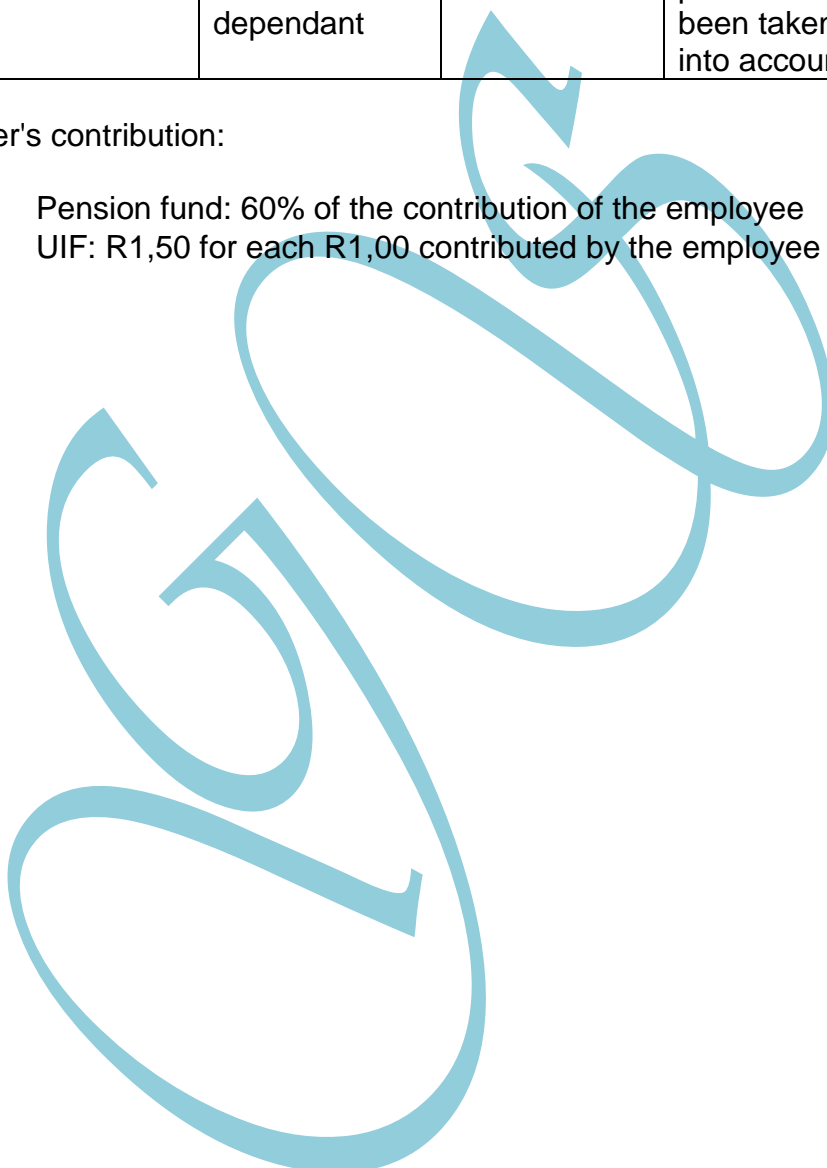 dependant
been taken
into accour
er's contribution:
Pension fund: 60% of the contribution of the employee
UIF: R1,50 for each R1,00 contributed by the employee